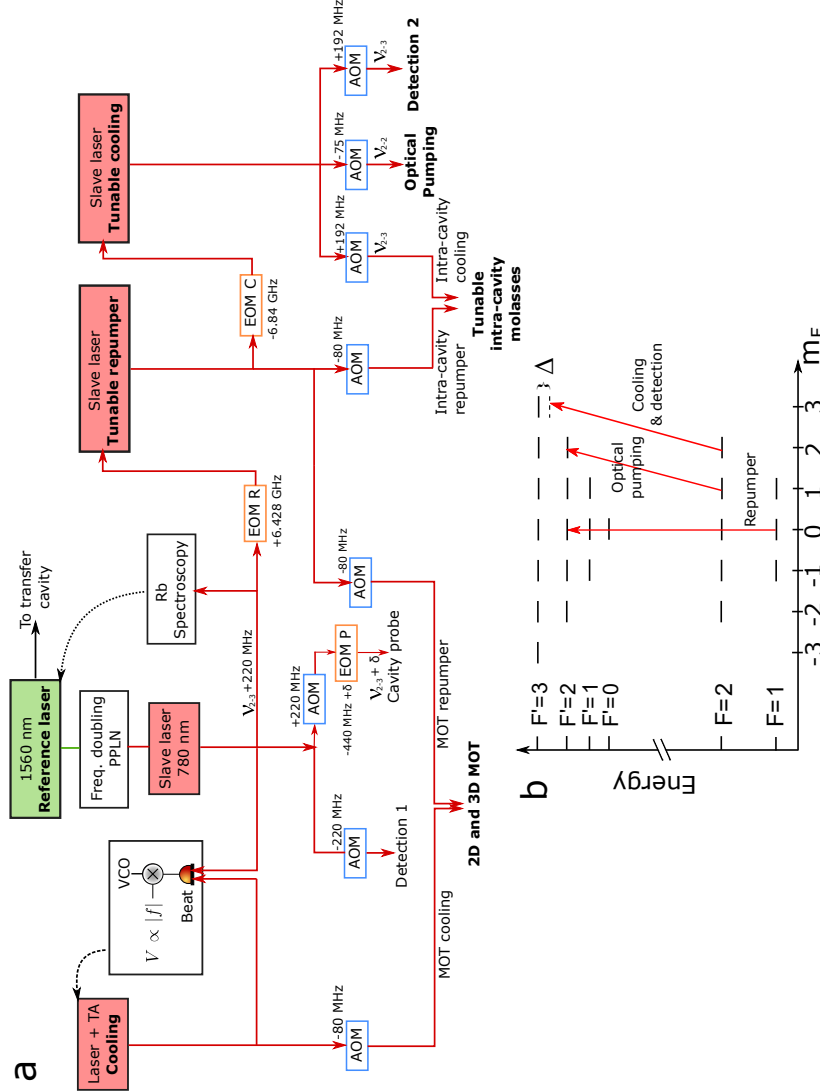 a
Laser + TA
Cooling
V ∝ |f|
VCO
Beat
1560 nm
Reference laser
To transfer
cavity
Freq. doubling
PPLN
Slave laser
780 nm
Rb
Spectroscopy
ν2-3+220 MHz
EOM R
+6.428 GHz
Slave laser
Tunable repumper
EOM C
-6.84 GHz
Slave laser
Tunable cooling
-80 MHz
AOM
MOT cooling
-220 MHz
AOM
Detection 1
+220 MHz
AOM
-440 MHz +δ
EOM P
ν2-3 + δ
Cavity probe
-80 MHz
AOM
MOT repumper
2D and 3D MOT
-80 MHz
AOM
Intra-cavity
repumper
+192 MHz
AOM
ν2-3
Intra-cavity
cooling
Tunable
intra-cavity
molasses
-75 MHz
AOM
ν2-2
Optical
Pumping
+192 MHz
AOM
ν2-3
Detection 2
b
Energy
F'=3
F'=2
F'=1
F'=0
F=2
F=1
Δ
Repumper
Optical
pumping
Cooling
& detection
-3 -2 -1 0 1 2 3
mF